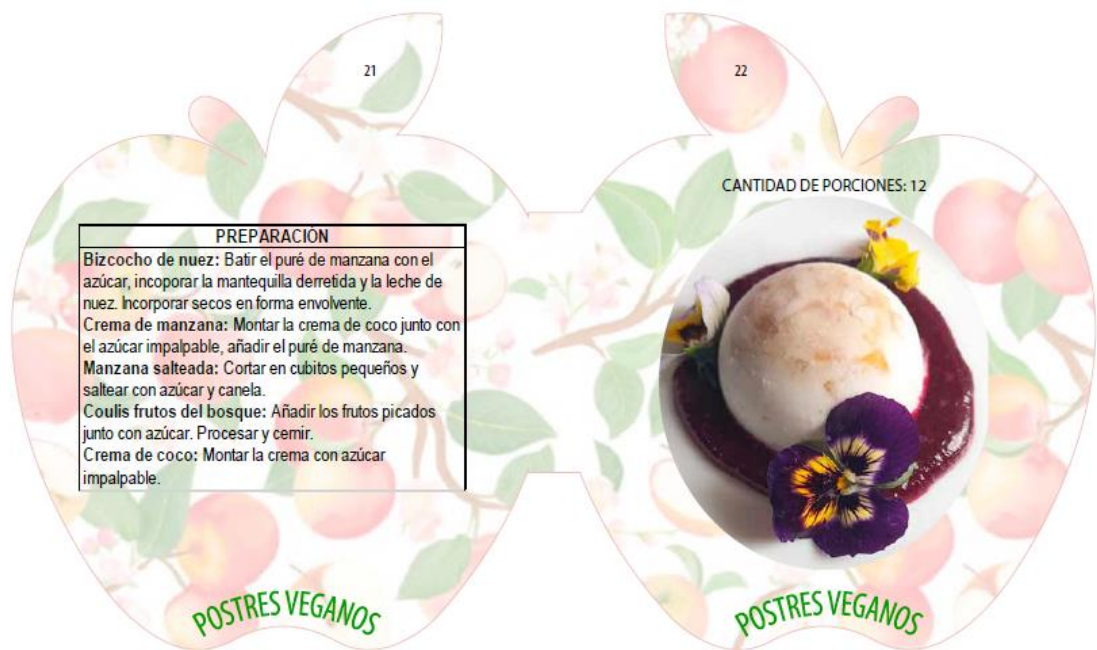 21
PREPARACIÓN
Bizcocho de nuez: Batir el puré de manzana con el
azúcar, incoporar la mantequilla derretida y la leche de
nuez. Incorporar secos en forma envolvente.
Crema de manzana: Montar la crema de coco junto con
el azúcar impalpable, añadir el puré de manzana.
Manzana salteada: Cortar en cubitos pequeños y
saltear con azúcar y canela.
Coulis frutos del bosque: Añadir los frutos picados
junto con azúcar. Procesar y cernir.
Crema de coco: Montar la crema con azúcar
impalpable.
POSTRES VEGANOS
22
CANTIDAD DE PORCIONES: 12
POSTRES VEGANOS